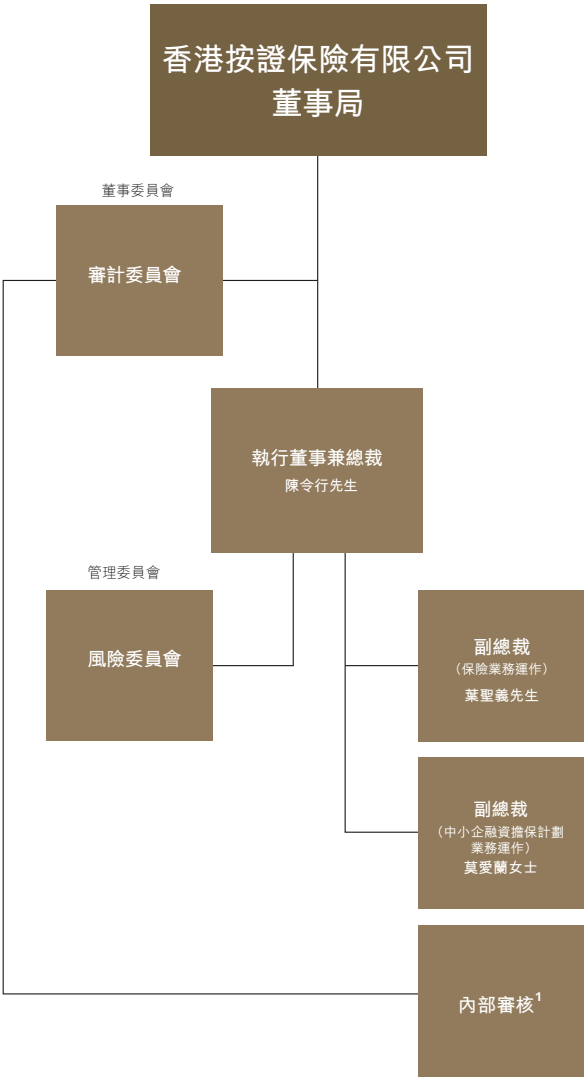 香港按證保險有限公司
董事局
董事委員會
審計委員會
執行董事兼總裁
陳令行先生
管理委員會
風險委員會
副總裁
（保險業務運作）
葉聖義先生
副總裁
（中小企融資擔保計劃
業務運作）
莫愛蘭女士
內部審核¹